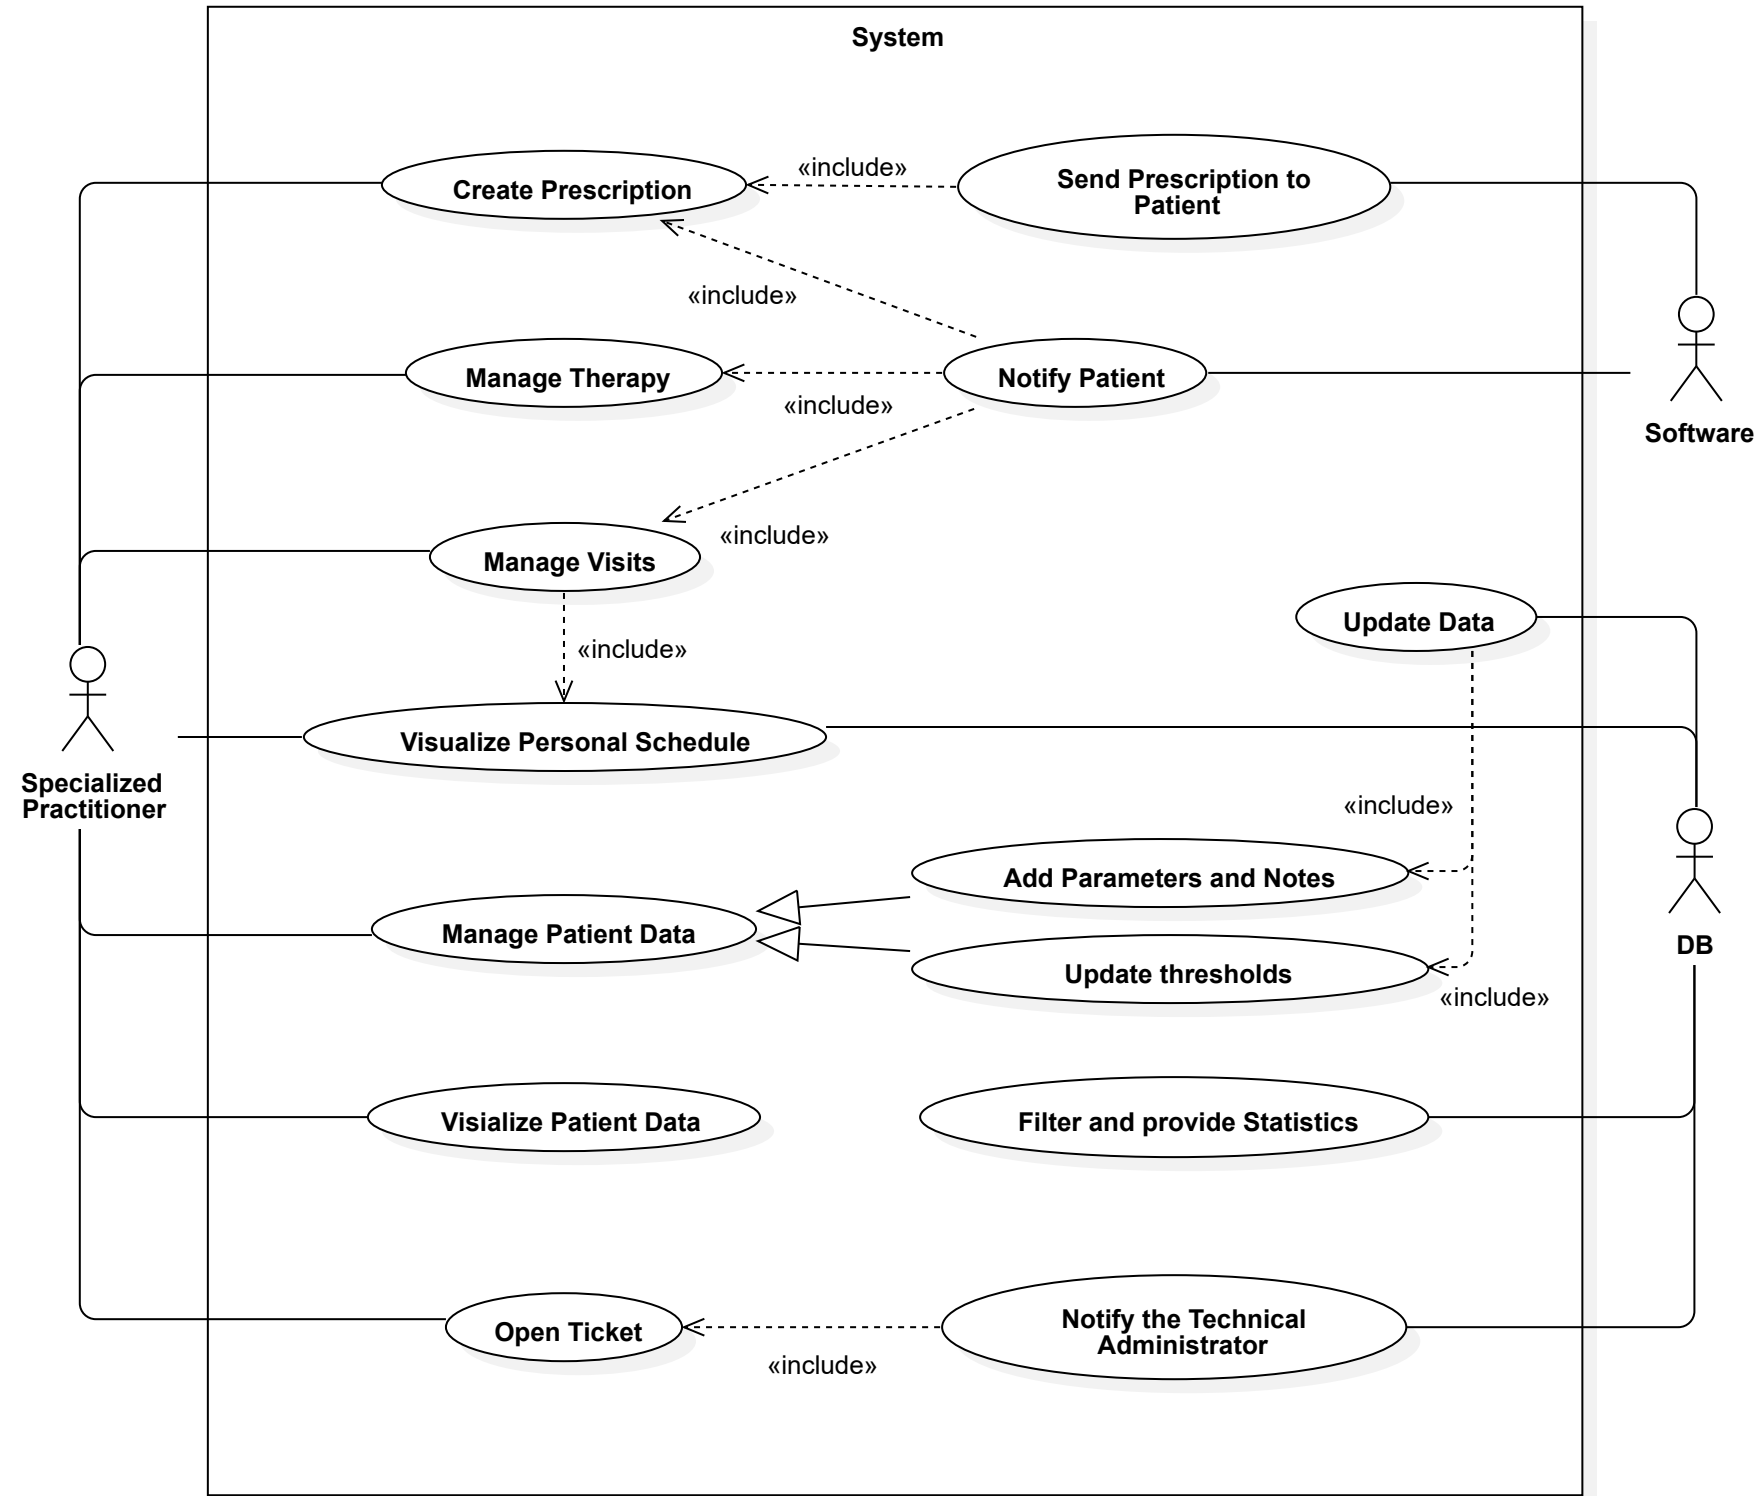 System
Create Prescription
«include»
Send Prescription to
Patient
«include»
Manage Therapy
«include»
Notify Patient
Software
Manage Visits
«include»
Update Data
«include»
Specialized
Practitioner
Visualize Personal Schedule
«include»
Add Parameters and Notes
Manage Patient Data
Update thresholds
«include»
DB
Visialize Patient Data
Filter and provide Statistics
Open Ticket
«include»
Notify the Technical
Administrator